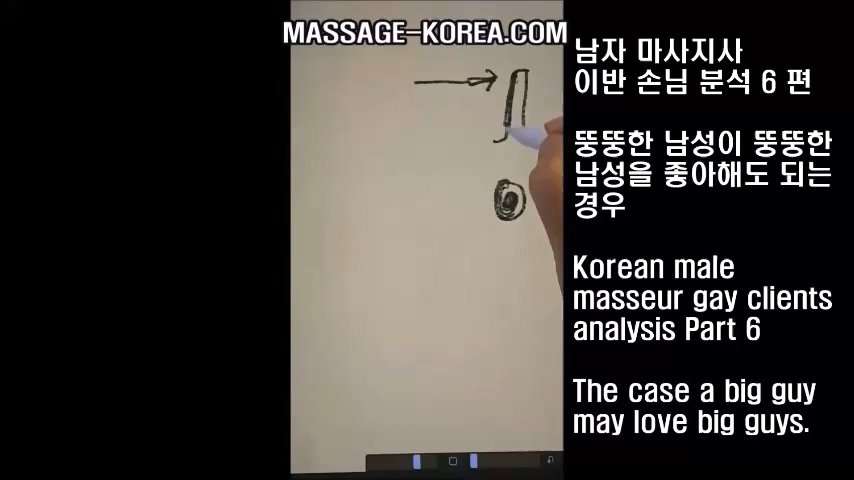 MASSAGE-KOREA.COM
남자 마사지사
이반 손님 분석 6 편
뚱뚱한 남성이 뚱뚱한
남성을 좋아해도 되는
경우
Korean male
masseur gay clients
analysis Part 6
The case a big guy
may love big guys.